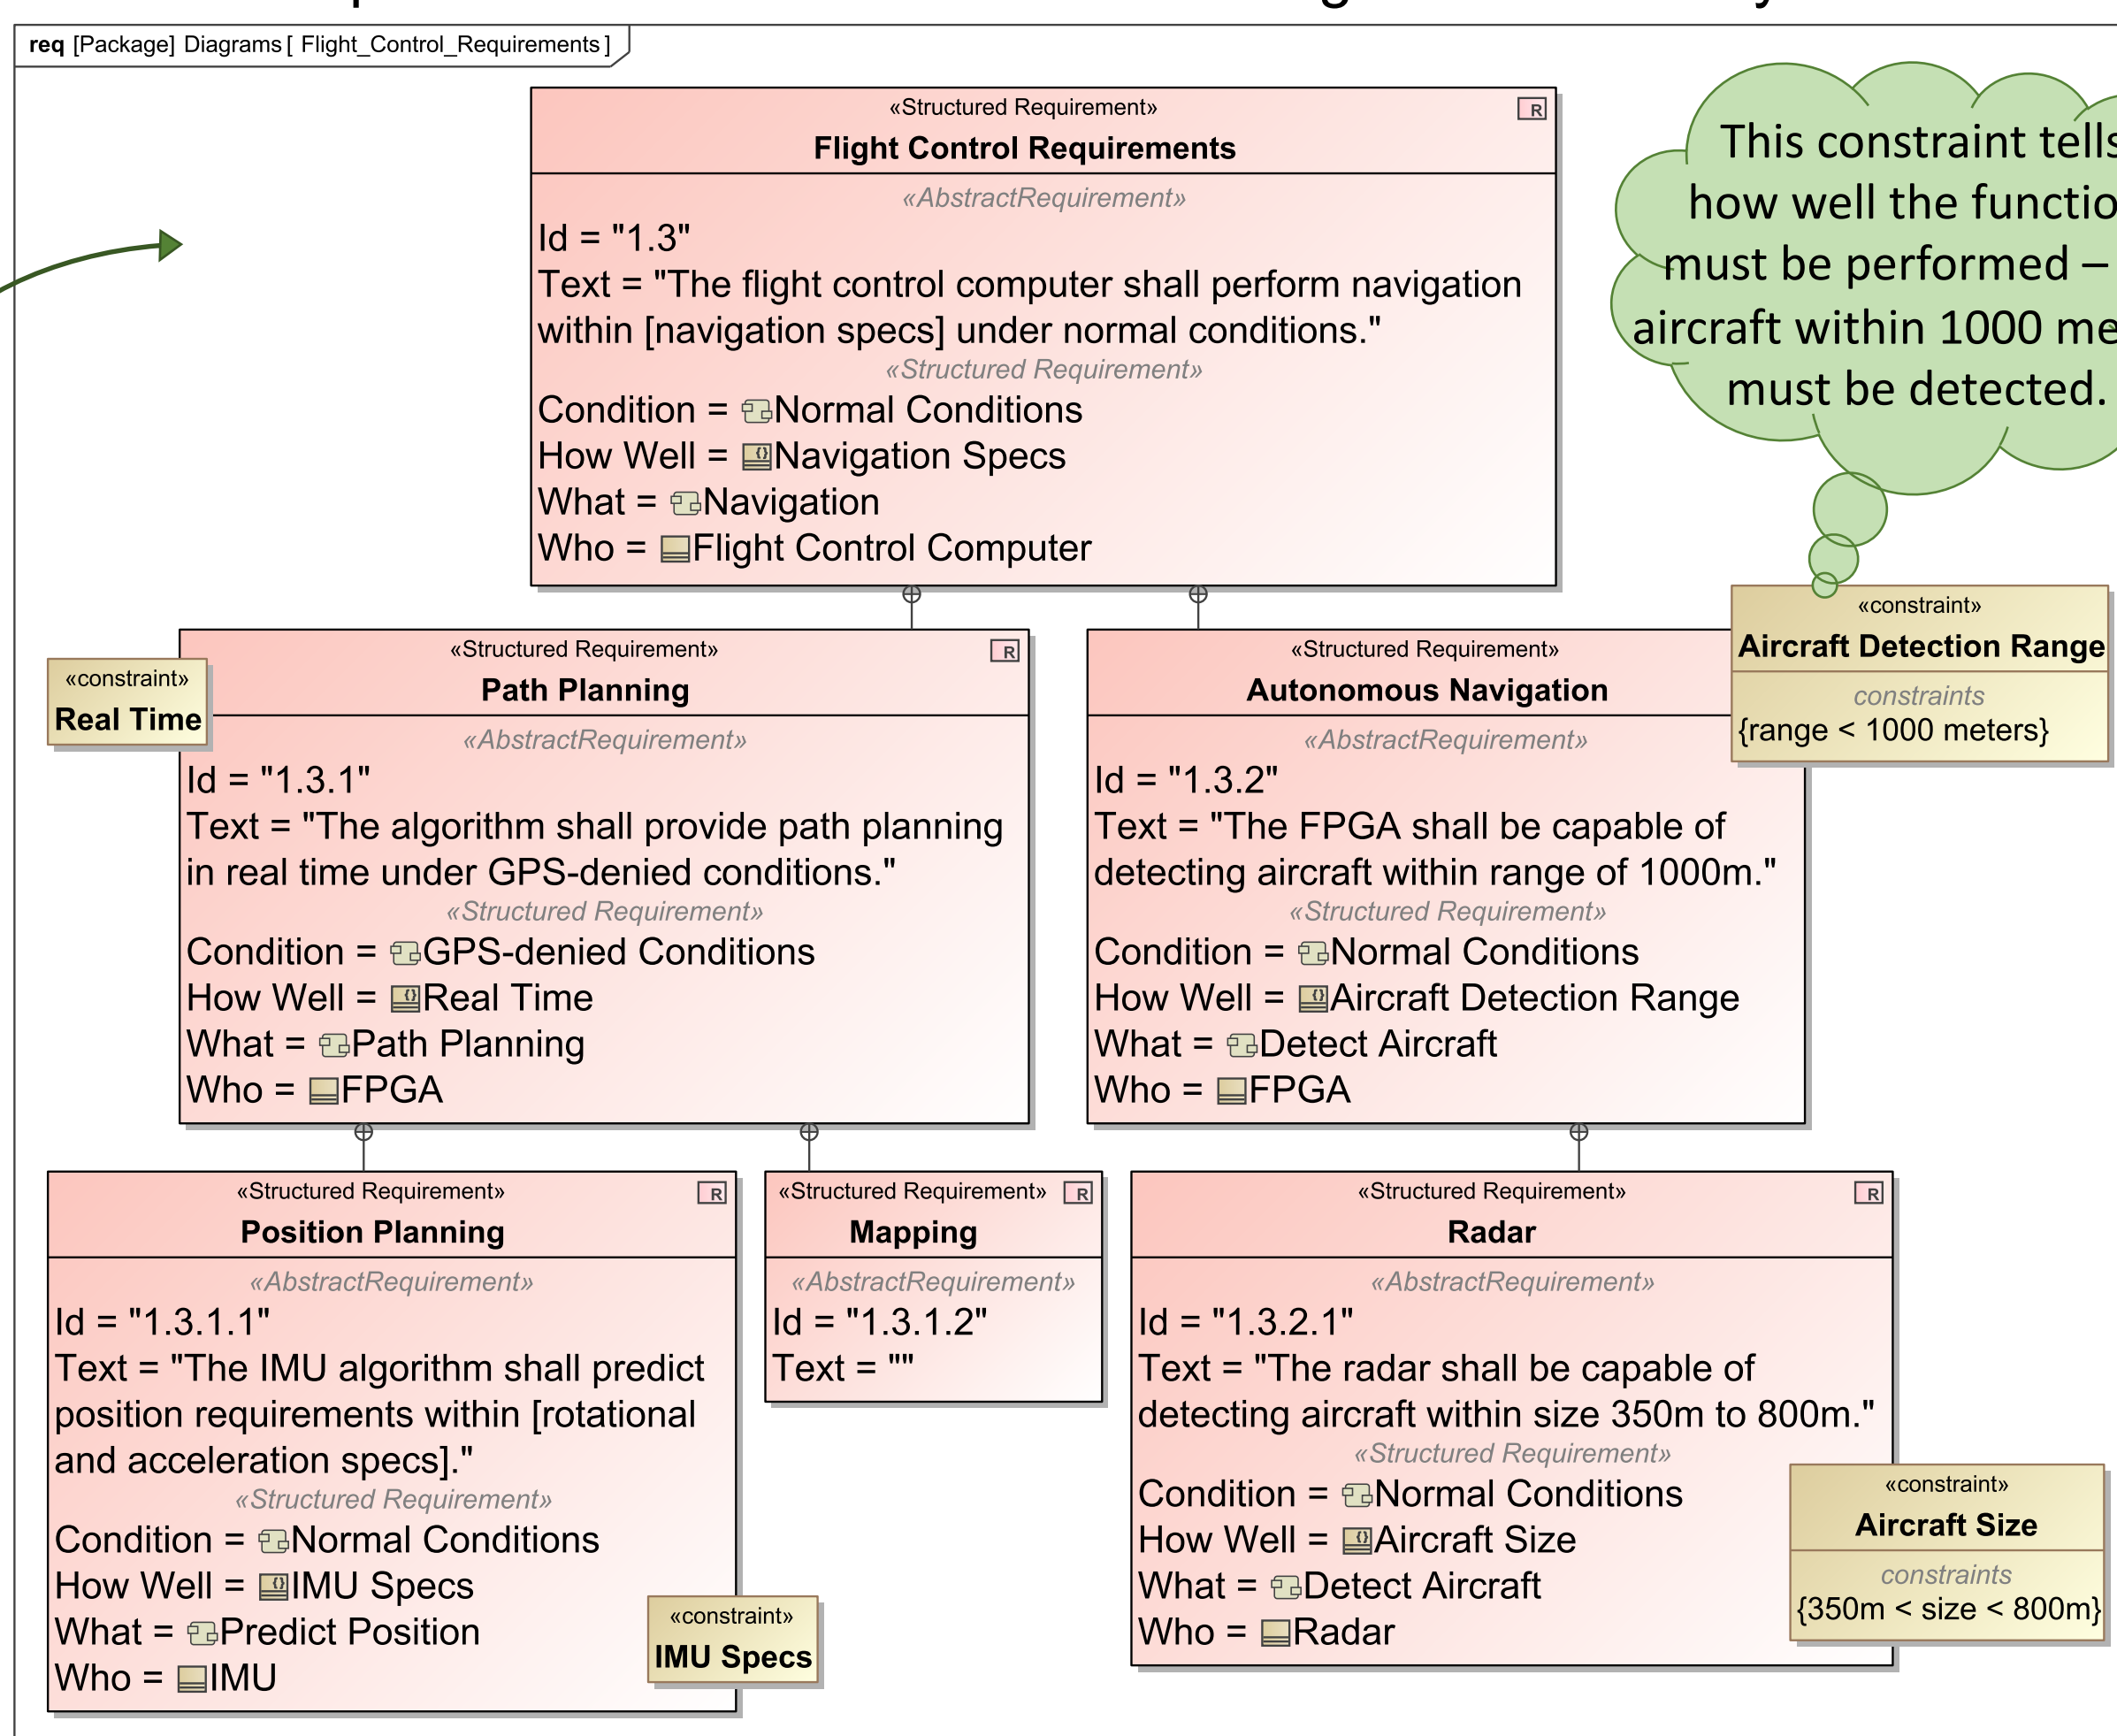 req [Package] Diagrams [ Flight_Control_Requirements ]
«Structured Requirement»
R
Flight Control Requirements
«AbstractRequirement»
Id = "1.3"
Text = "The flight control computer shall perform navigation
within [navigation specs] under normal conditions."
«Structured Requirement»
Condition = Normal Conditions
How Well = {} Navigation Specs
What = Navigation
Who = Flight Control Computer
This constraint tells
how well the functio
must be performed –
aircraft within 1000 me
must be detected.
«constraint»
Real Time
«Structured Requirement»
R
Path Planning
«AbstractRequirement»
Id = "1.3.1"
Text = "The algorithm shall provide path planning
in real time under GPS-denied conditions."
«Structured Requirement»
Condition = GPS-denied Conditions
How Well = {} Real Time
What = Path Planning
Who = FPGA
«Structured Requirement»
Autonomous Navigation
«AbstractRequirement»
Id = "1.3.2"
Text = "The FPGA shall be capable of
detecting aircraft within range of 1000m."
«Structured Requirement»
Condition = Normal Conditions
How Well = {} Aircraft Detection Range
What = Detect Aircraft
Who = FPGA
«constraint»
Aircraft Detection Range
constraints
{range < 1000 meters}
«Structured Requirement»
R
Position Planning
«AbstractRequirement»
Id = "1.3.1.1"
Text = "The IMU algorithm shall predict
position requirements within [rotational
and acceleration specs]."
«Structured Requirement»
Condition = Normal Conditions
How Well = {} IMU Specs
What = Predict Position
Who = IMU
«constraint»
IMU Specs
«Structured Requirement»
R
Mapping
«AbstractRequirement»
Id = "1.3.1.2"
Text = ""
«Structured Requirement»
R
Radar
«AbstractRequirement»
Id = "1.3.2.1"
Text = "The radar shall be capable of
detecting aircraft within size 350m to 800m."
«Structured Requirement»
Condition = Normal Conditions
How Well = {} Aircraft Size
What = Detect Aircraft
Who = Radar
«constraint»
Aircraft Size
constraints
{350m < size < 800m}